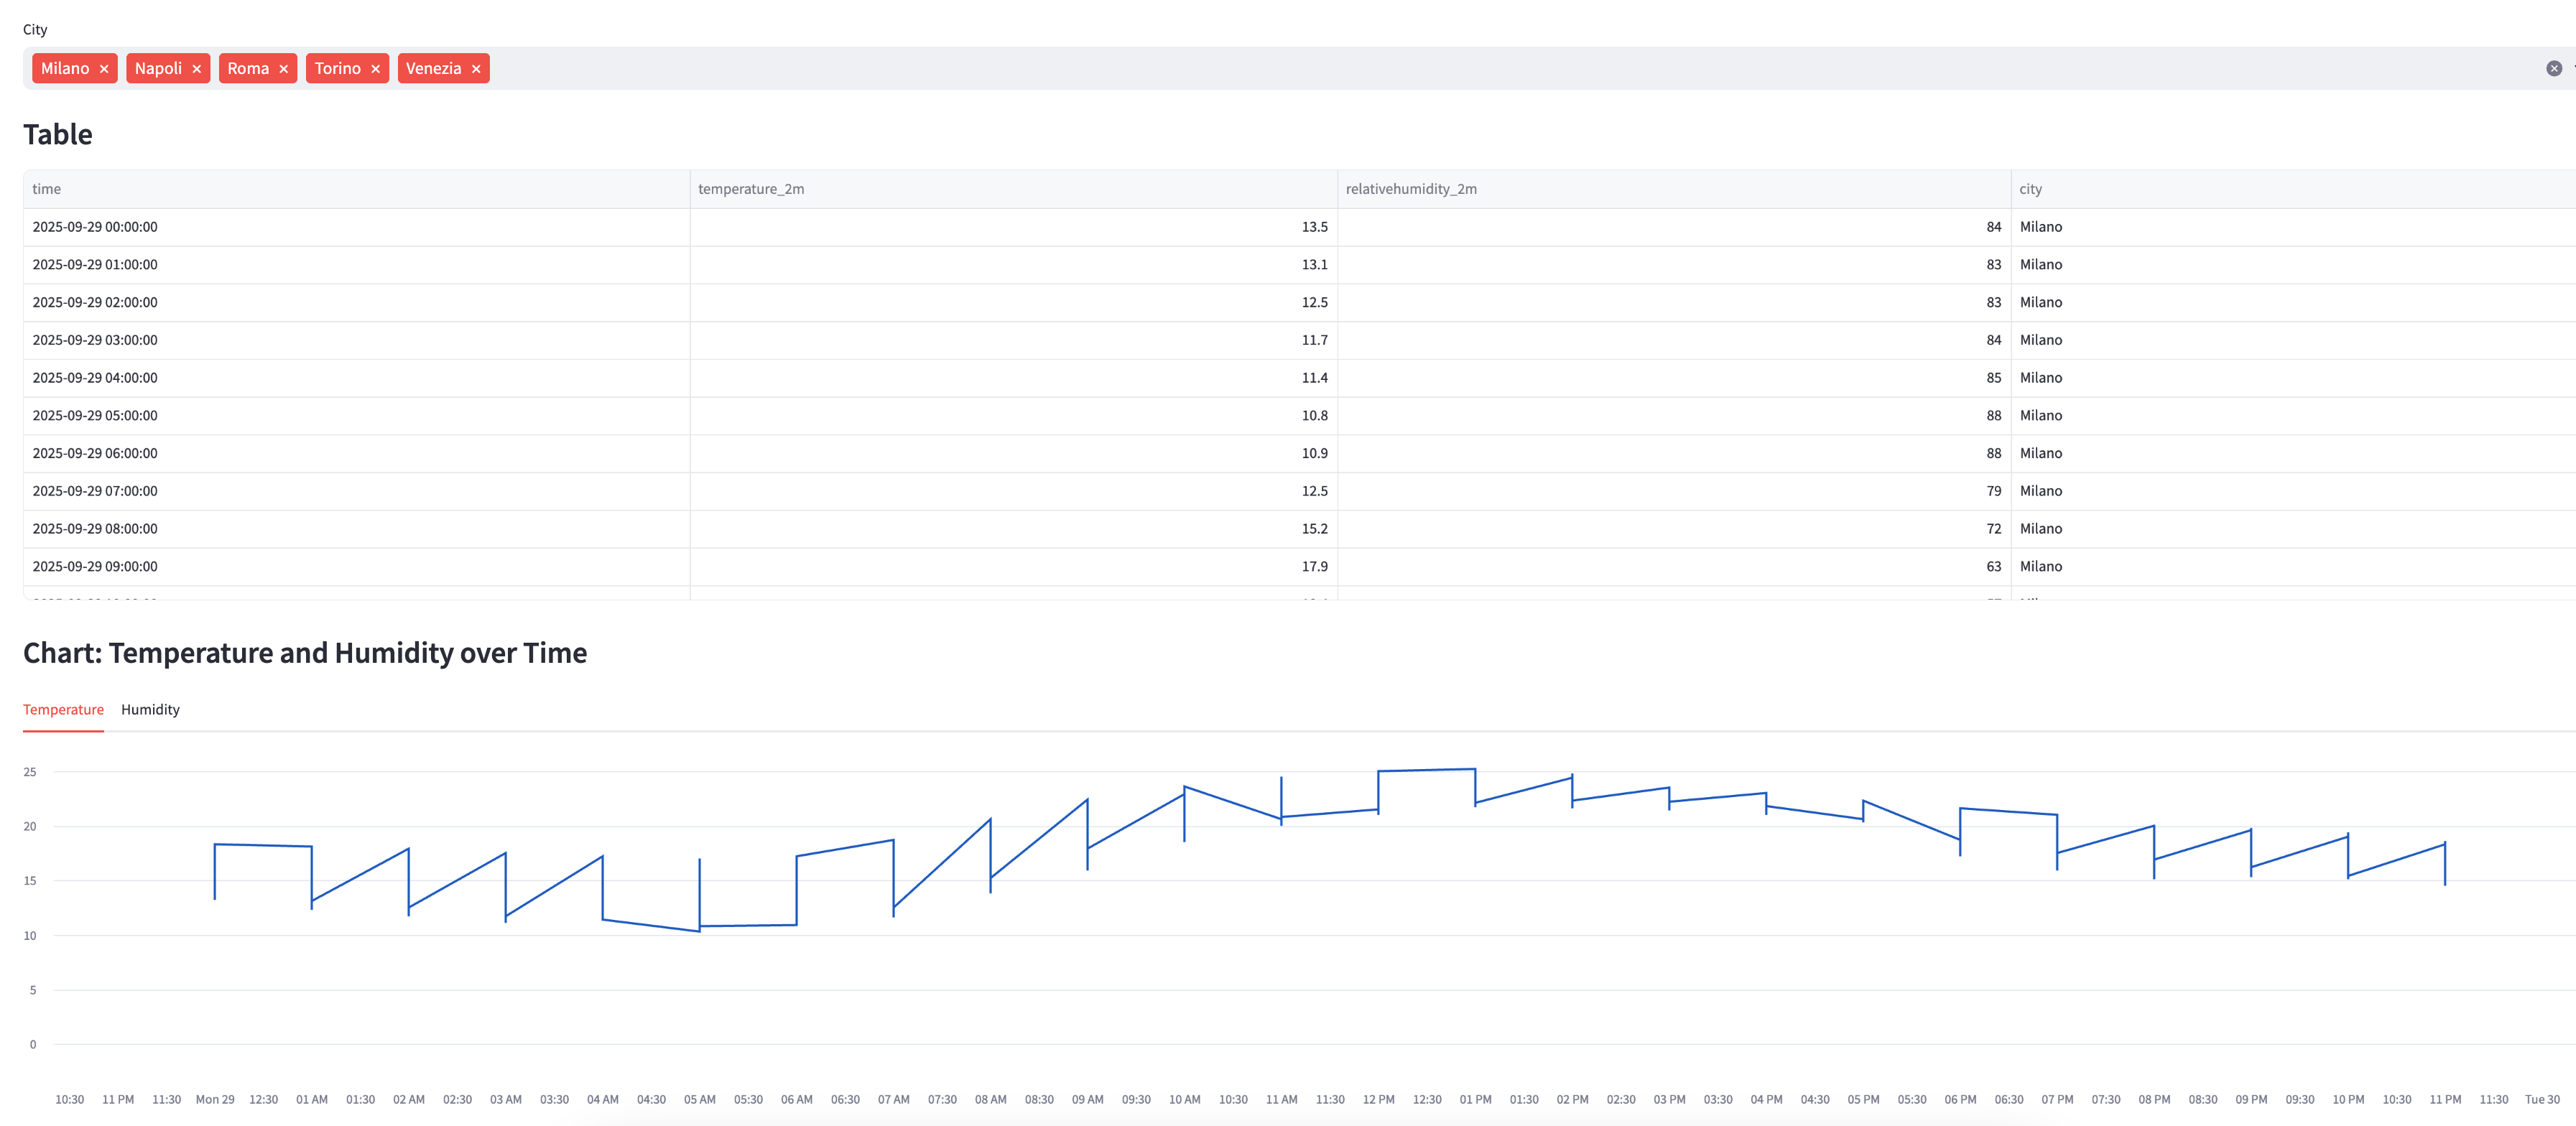 City
Milano × Napoli × Roma × Torino × Venezia ×
Table
time temperature_2m relativehumidity_2m city
2025-09-29 00:00:00 13.5 84 Milano
2025-09-29 01:00:00 13.1 83 Milano
2025-09-29 02:00:00 12.5 83 Milano
2025-09-29 03:00:00 11.7 84 Milano
2025-09-29 04:00:00 11.4 85 Milano
2025-09-29 05:00:00 10.8 88 Milano
2025-09-29 06:00:00 10.9 88 Milano
2025-09-29 07:00:00 12.5 79 Milano
2025-09-29 08:00:00 15.2 72 Milano
2025-09-29 09:00:00 17.9 63 Milano
Chart: Temperature and Humidity over Time
Temperature Humidity
25
20
15
10
5
0
10:30 11 PM 11:30 Mon 29 12:30 01 AM 01:30 02 AM 02:30 03 AM 03:30 04 AM 04:30 05 AM 05:30 06 AM 06:30 07 AM 07:30 08 AM 08:30 09 AM 09:30 10 AM 10:30 11 AM 11:30 12 PM 12:30 01 PM 01:30 02 PM 02:30 03 PM 03:30 04 PM 04:30 05 PM 05:30 06 PM 06:30 07 PM 07:30 08 PM 08:30 09 PM 09:30 10 PM 10:30 11 PM 11:30 Tue 30